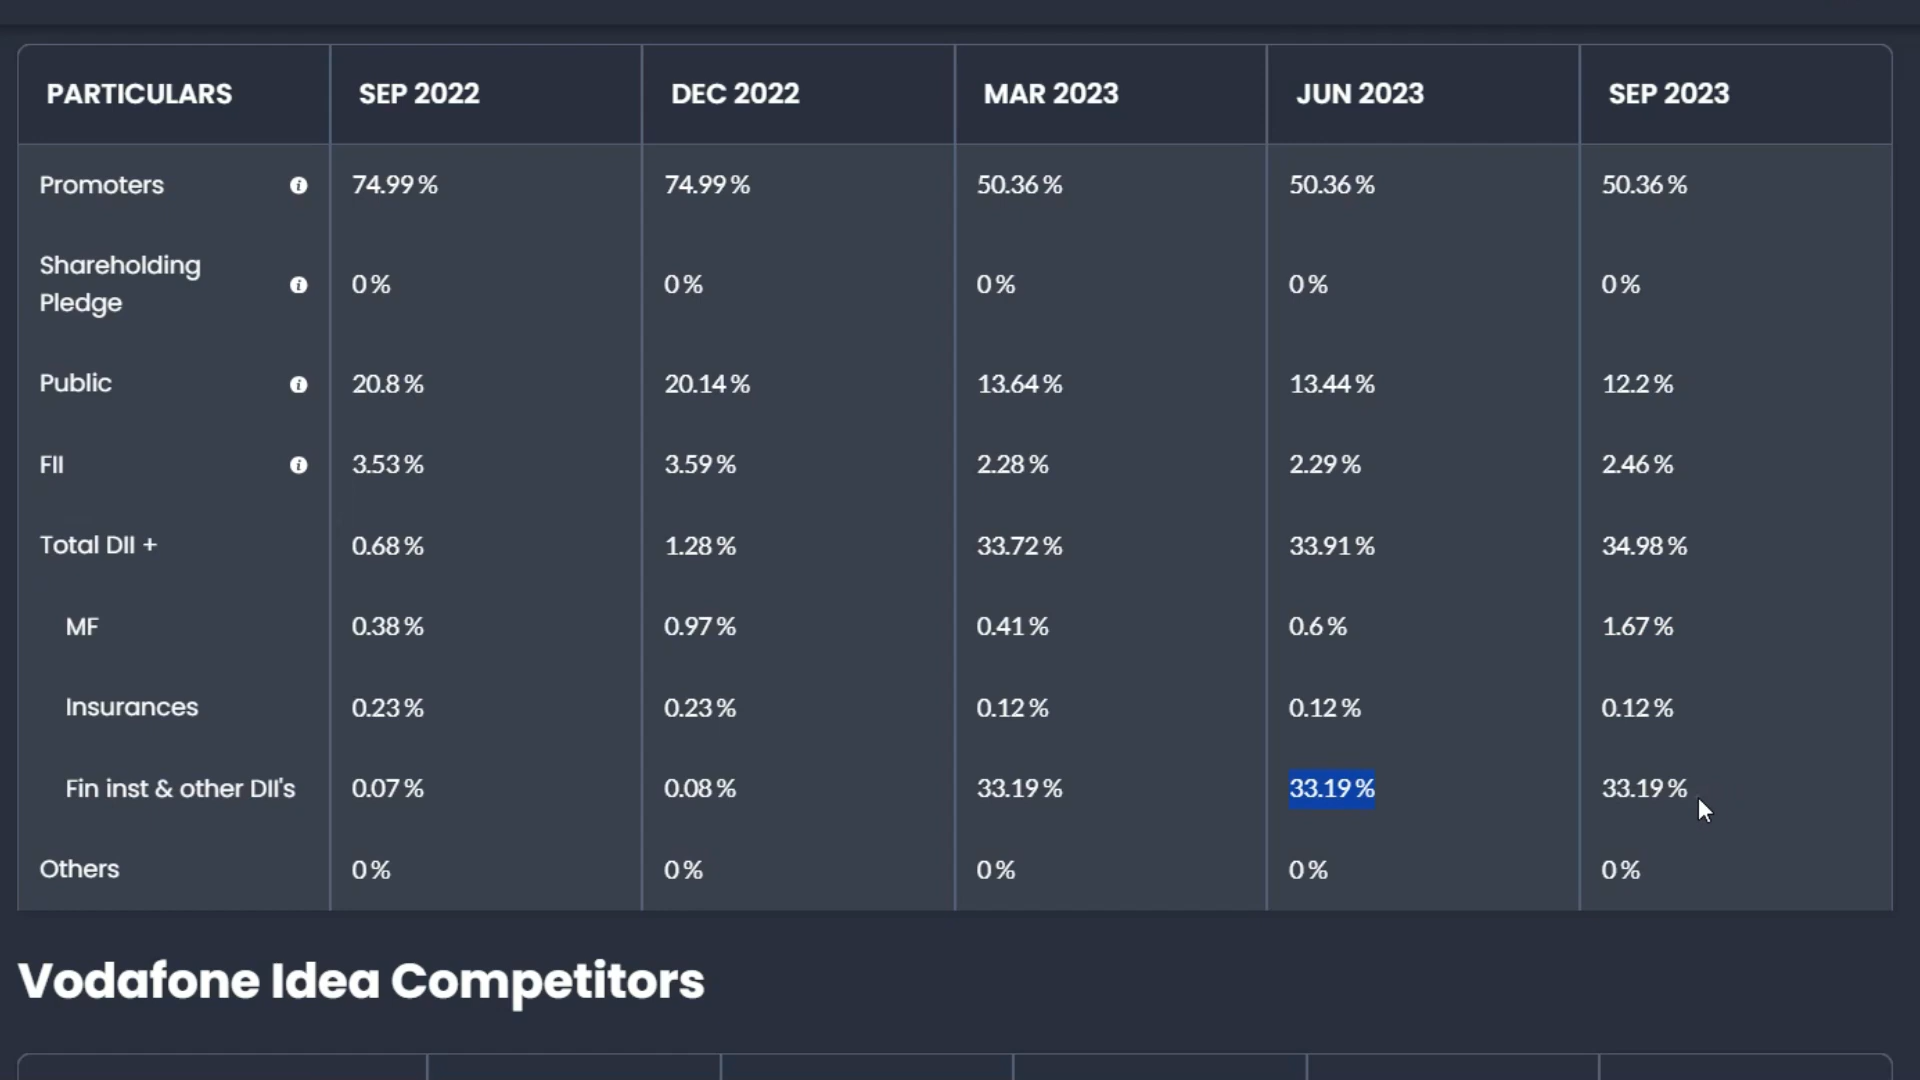 PARTICULARS SEP 2022 DEC 2022 MAR 2023 JUN 2023 SEP 2023
Promoters 74.99 % 74.99 % 50.36 % 50.36 % 50.36 %
Shareholding
Pledge 0 % 0 % 0 % 0 % 0 %
Public 20.8 % 20.14 % 13.64 % 13.44 % 12.2 %
FII 3.53 % 3.59 % 2.28 % 2.29 % 2.46 %
Total DII + 0.68 % 1.28 % 33.72 % 33.91 % 34.98 %
MF 0.38 % 0.97 % 0.41 % 0.6 % 1.67 %
Insurances 0.23 % 0.23 % 0.12 % 0.12 % 0.12 %
Fin inst & other DII's 0.07 % 0.08 % 33.19 % 33.19 % 33.19 %
Others 0 % 0 % 0 % 0 % 0 %
Vodafone Idea Competitors